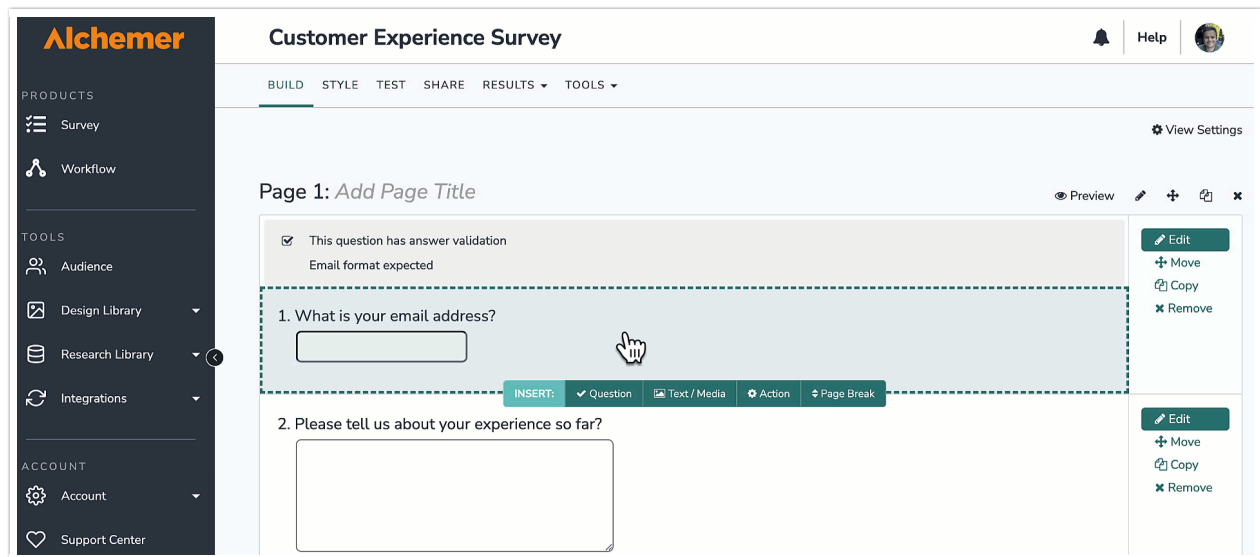 Alchemer
Customer Experience Survey
Help
BUILD STYLE TEST SHARE RESULTS TOOLS
PRODUCTS
Survey
Workflow
TOOLS
Audience
Design Library
Research Library
Integrations
ACCOUNT
Account
Support Center
View Settings
Page 1: Add Page Title
Preview
This question has answer validation
Email format expected
Edit
Move
Copy
Remove
1. What is your email address?
INSERT: Question Text / Media Action Page Break
2. Please tell us about your experience so far?
Edit
Move
Copy
Remove